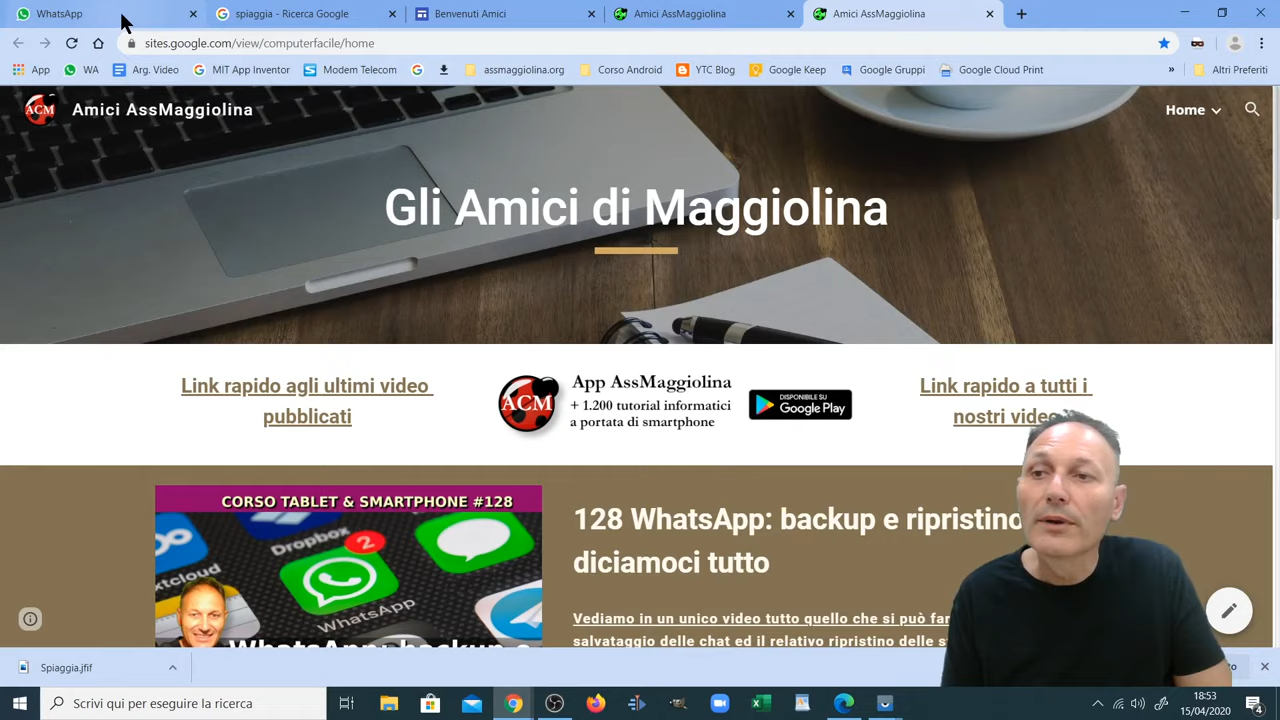 WhatsApp
spiaggia - Ricerca Google
Benvenuti Amici
Amici AssMaggiolina
Amici AssMaggiolina
sites.google.com/view/computerfacile/home
App
WA
Arg. Video
MIT App Inventor
Modem Telecom
assmaggiolina.org
Corso Android
YTC Blog
Google Keep
Google Gruppi
Google Cloud Print
»
Altri Preferiti
ACM
Amici AssMaggiolina
Home
Gli Amici di Maggiolina
Link rapido agli ultimi video
pubblicati
ACM
App AssMaggiolina
+ 1.200 tutorial informatici
a portata di smartphone
DISPONIBILE SU
Google Play
Link rapido a tutti i
nostri video
CORSO TABLET & SMARTPHONE #128
Dropbox
2
nextcloud
WhatsApp
WhatsApp: backup e
128 WhatsApp: backup e ripristino
diciamoci tutto
Vediamo in un unico video tutto quello che si può
salvataggio delle chat ed il relativo ripristino delle
Spiaggia.jfif
Scrivi qui per eseguire la ricerca
18:53
15/04/2020
4